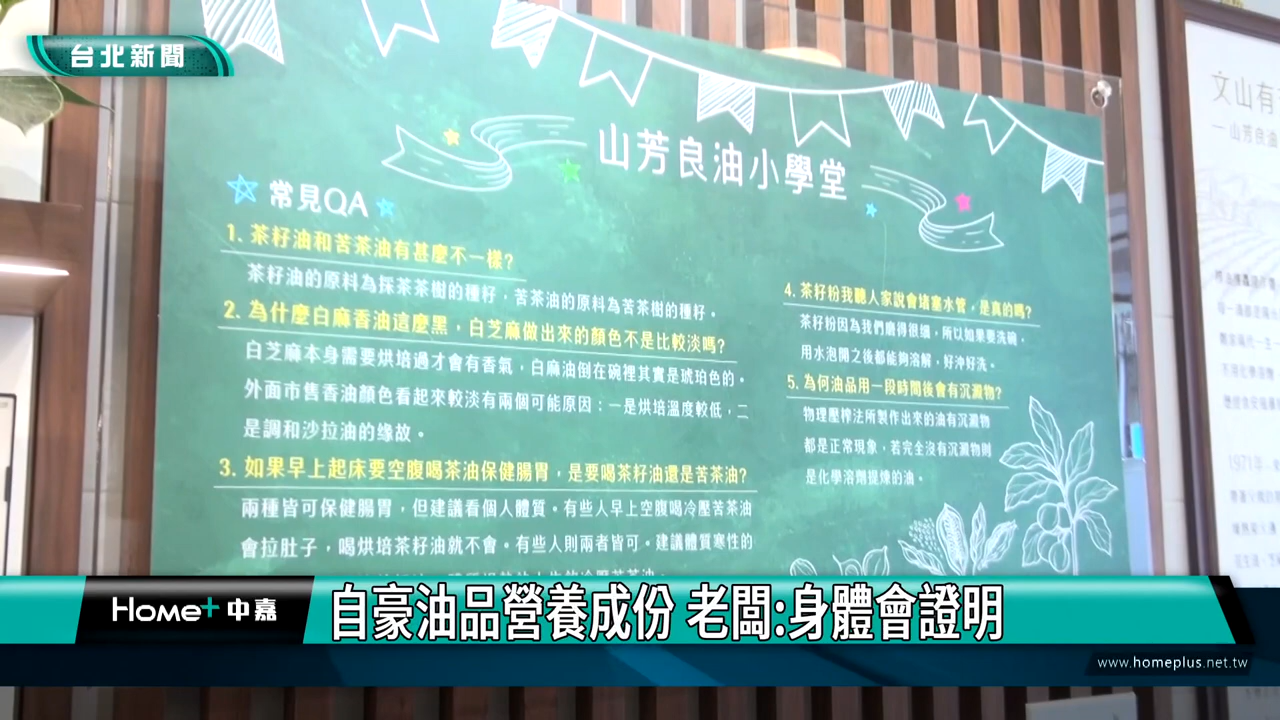 台北新聞
山芳良油小學堂
常見QA
1. 茶籽油和苦茶油有甚麼不一樣?
茶籽油的原料為採茶茶樹的種籽，苦茶油的原料為苦茶樹的種籽。
2. 為什麼白麻香油這麼黑，白芝麻做出來的顏色不是比較淡嗎?
白芝麻本身需要烘培過才會有香氣，白麻油倒在碗裡其實是琥珀色的。
外面市售香油顏色看起來較淡有兩個可能原因：一是烘培溫度較低，二
是調和沙拉油的緣故。
3. 如果早上起床要空腹喝茶油保健腸胃，是要喝茶籽油還是苦茶油?
兩種皆可保健腸胃，但建議看個人體質。有些人早上空腹喝冷壓苦茶油
會拉肚子，喝烘培茶籽油就不會。有些人則兩者皆可。建議體質寒性的
4. 茶籽粉我聽人家說會堵塞水管，是真的嗎?
茶籽粉因為我們磨得很細，所以如果要洗碗，
用水泡開之後都能夠溶解，好沖好洗。
5. 為何油品用一段時間後會有沉澱物?
物理壓榨法所製作出來的油有沉澱物
都是正常現象，若完全沒有沉澱物則
是化學溶劑提煉的油。
文山有
一山芳良油
1971年
Home+中嘉
自豪油品營養成份 老闆:身體會證明
www.homeplus.net.tw